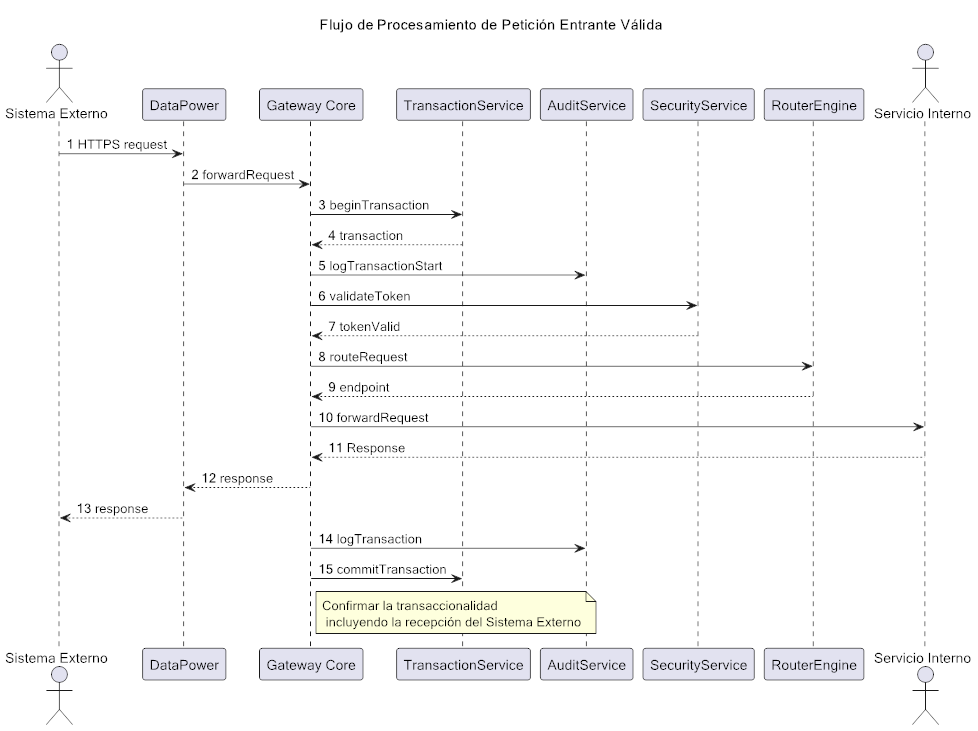 Flujo de Procesamiento de Petición Entrante Válida
Sistema Externo
DataPower
Gateway Core
TransactionService
AuditService
SecurityService
RouterEngine
Servicio Interno
1 HTTPS request
2 forwardRequest
3 beginTransaction
4 transaction
5 logTransactionStart
6 validateToken
7 tokenValid
8 routeRequest
9 endpoint
10 forwardRequest
11 Response
12 response
13 response
14 logTransaction
15 commitTransaction
Confirmar la transaccionalidad
incluyendo la recepción del Sistema Externo
Sistema Externo
DataPower
Gateway Core
TransactionService
AuditService
SecurityService
RouterEngine
Servicio Interno